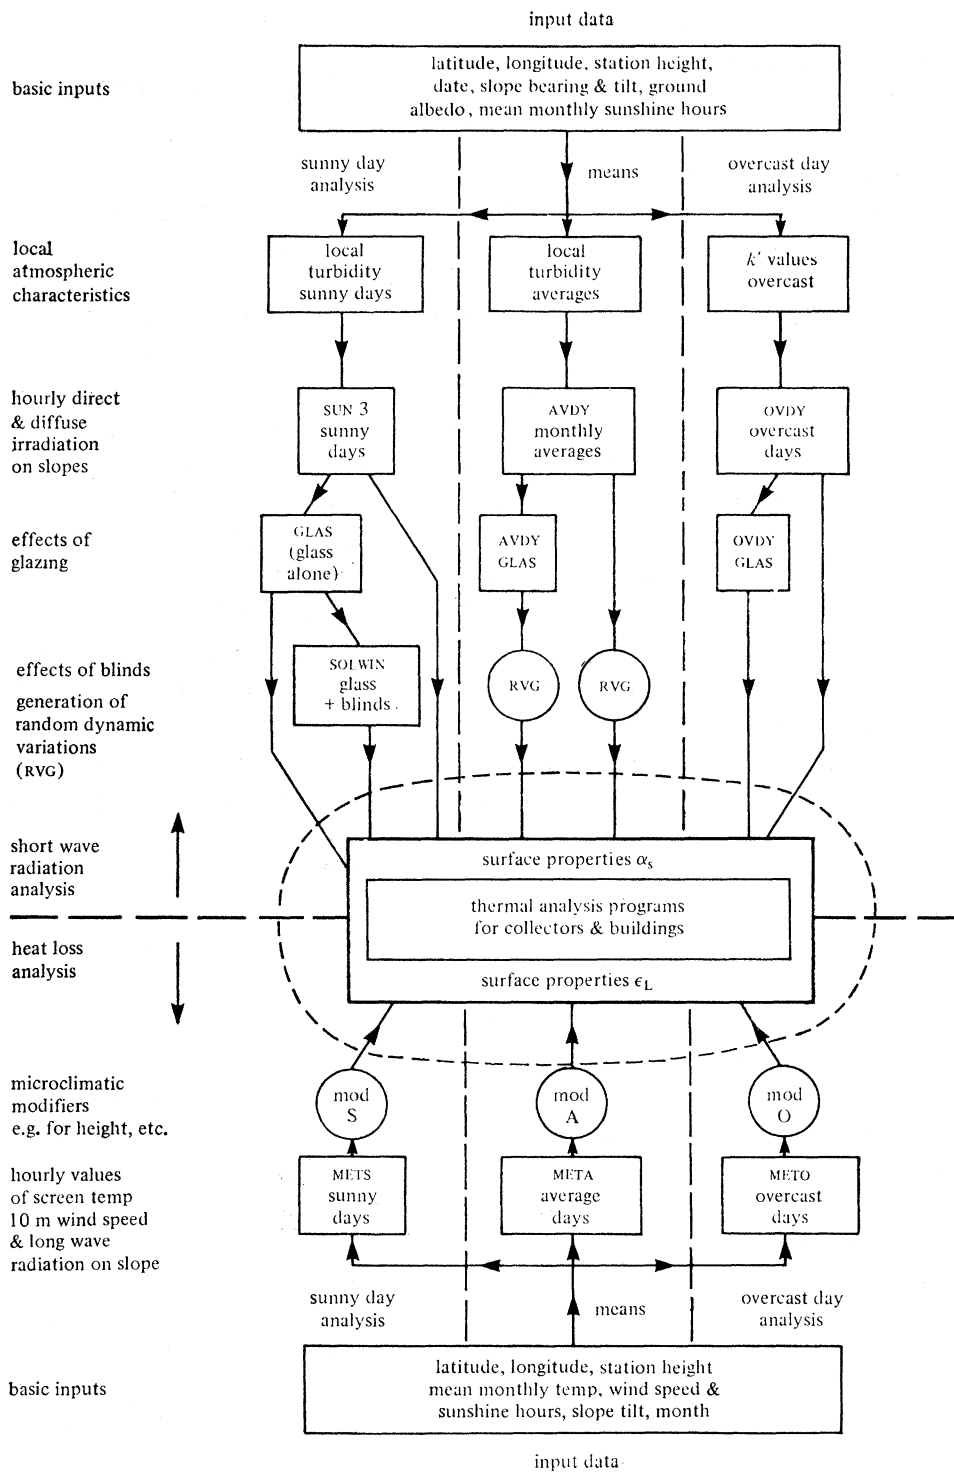 input data
basic inputs
latitude, longitude, station height,
date, slope bearing & tilt, ground
albedo, mean monthly sunshine hours
sunny day
analysis
means
overcast day
analysis
local
atmospheric
characteristics
local
turbidity
sunny days
local
turbidity
averages
k' values
overcast
hourly direct
& diffuse
irradiation
on slopes
SUN 3
sunny
days
AVDY
monthly
averages
OVDY
overcast
days
effects of
glazing
GLAS
(glass
alone)
AVDY
GLAS
OVDY
GLAS
effects of blinds
generation of
random dynamic
variations
(RVG)
SOLWIN
glass
+ blinds
RVG
RVG
short wave
radiation
analysis
surface properties αs
thermal analysis programs
for collectors & buildings
heat loss
analysis
surface properties ϵL
microclimatic
modifiers
e.g. for height, etc.
mod
S
mod
A
mod
O
hourly values
of screen temp
10 m wind speed
& long wave
radiation on slope
METS
sunny
days
META
average
days
METO
overcast
days
sunny day
analysis
means
overcast day
analysis
basic inputs
latitude, longitude, station height
mean monthly temp, wind speed &
sunshine hours, slope tilt, month
input data